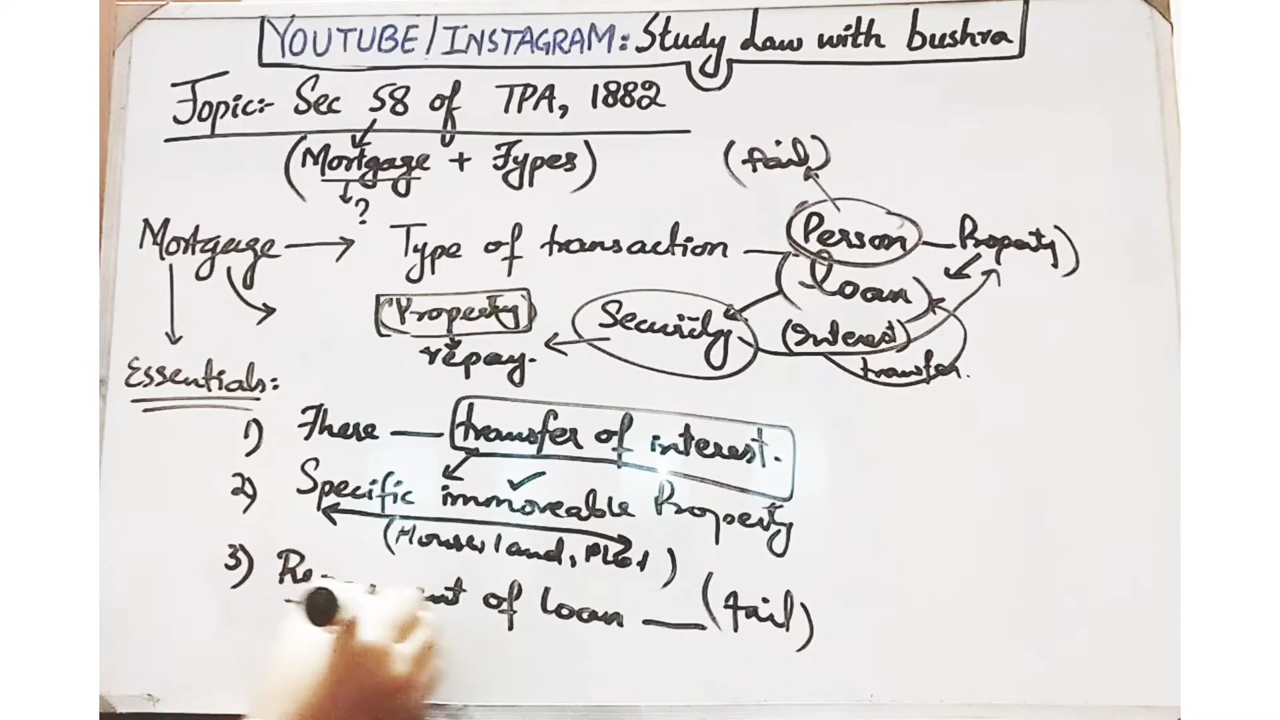 YOUTUBE/INSTAGRAM: Study Law with bushra
Topic:- Sec 58 of TPA, 1882
(Mortgage + Types)
?
(fail)
Mortgage → Type of transaction — (Person — Property)
(loan)
(Interest)
transfer.
Security
(Property)
repay.
Essentials:
1) There — transfer of interest.
2) Specific immoveable Property
(House, land, Plot)
3) of loan — (fail)